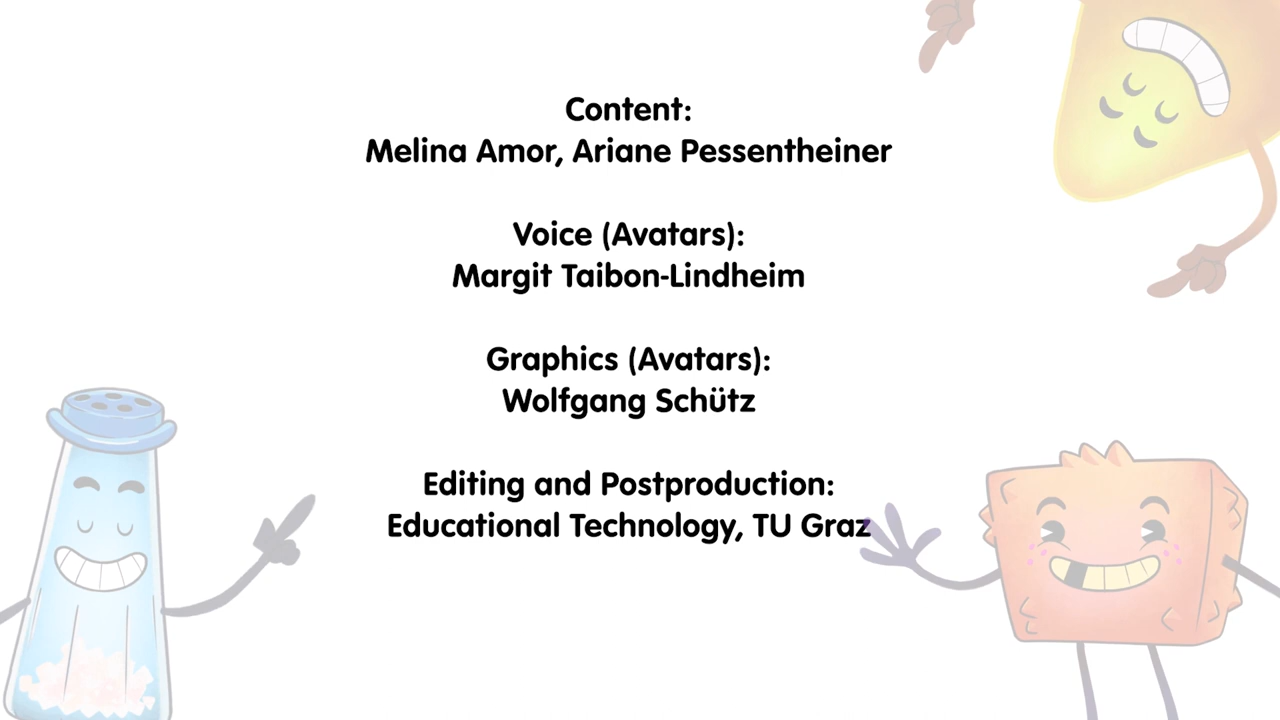 Content:
Melina Amor, Ariane Pessentheiner
Voice (Avatars):
Margit Taibon-Lindheim
Graphics (Avatars):
Wolfgang Schütz
Editing and Postproduction:
Educational Technology, TU Graz